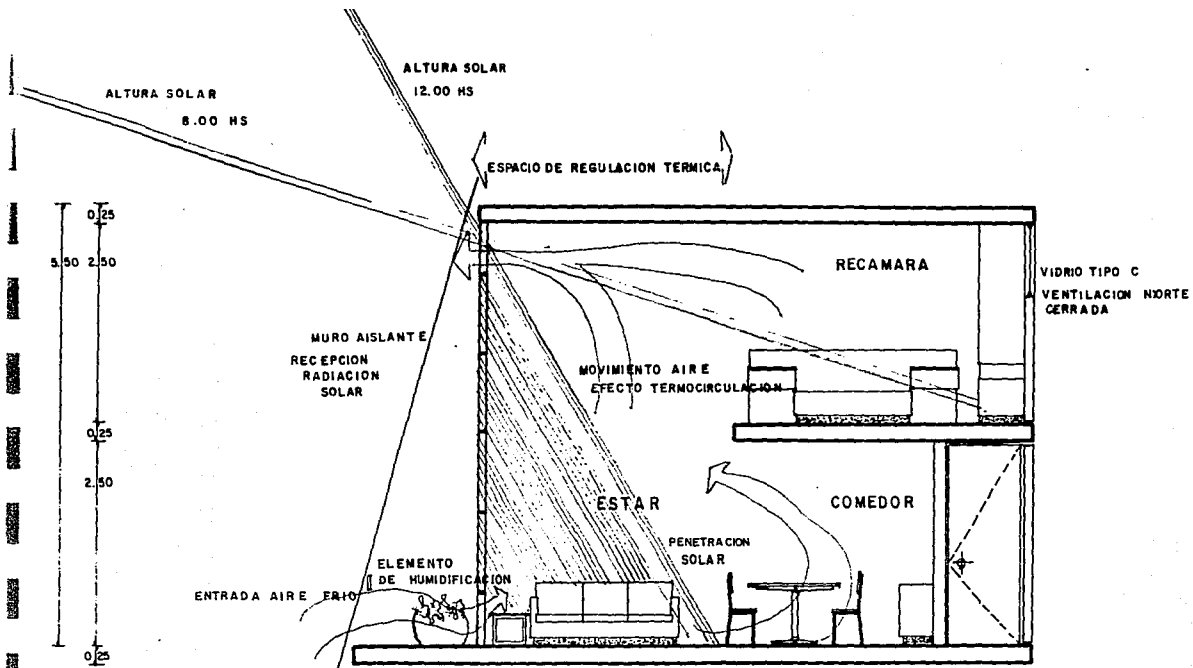 ALTURA SOLAR
12.00 HS
ALTURA SOLAR
8.00 HS
ESPACIO DE REGULACION TERMICA
0.25
5.50
2.50
RECAMARA
VIDRIO TIPO C
VENTILACION NORTE
CERRADA
MURO AISLANTE
RECEPCION
RADIACION
SOLAR
MOVIMIENTO AIRE
EFECTO TERMOCIRCULACION
0.25
2.50
ESTAR
COMEDOR
PENETRACION
SOLAR
ELEMENTO
DE HUMIDIFICACION
ENTRADA AIRE FRIO
0.25